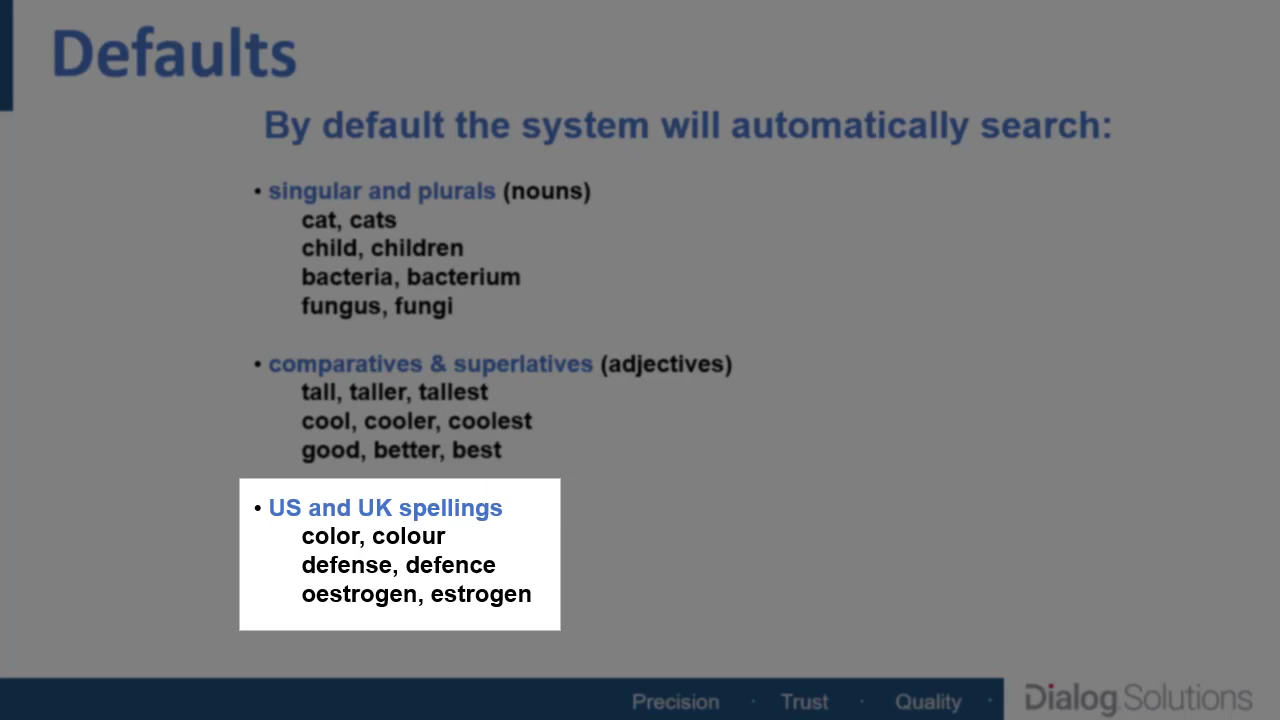 Defaults
By default the system will automatically search:
• singular and plurals (nouns)
cat, cats
child, children
bacteria, bacterium
fungus, fungi
• comparatives & superlatives (adjectives)
tall, taller, tallest
cool, cooler, coolest
good, better, best
• US and UK spellings
color, colour
defense, defence
oestrogen, estrogen
Precision · Trust · Quality · Dialog Solutions